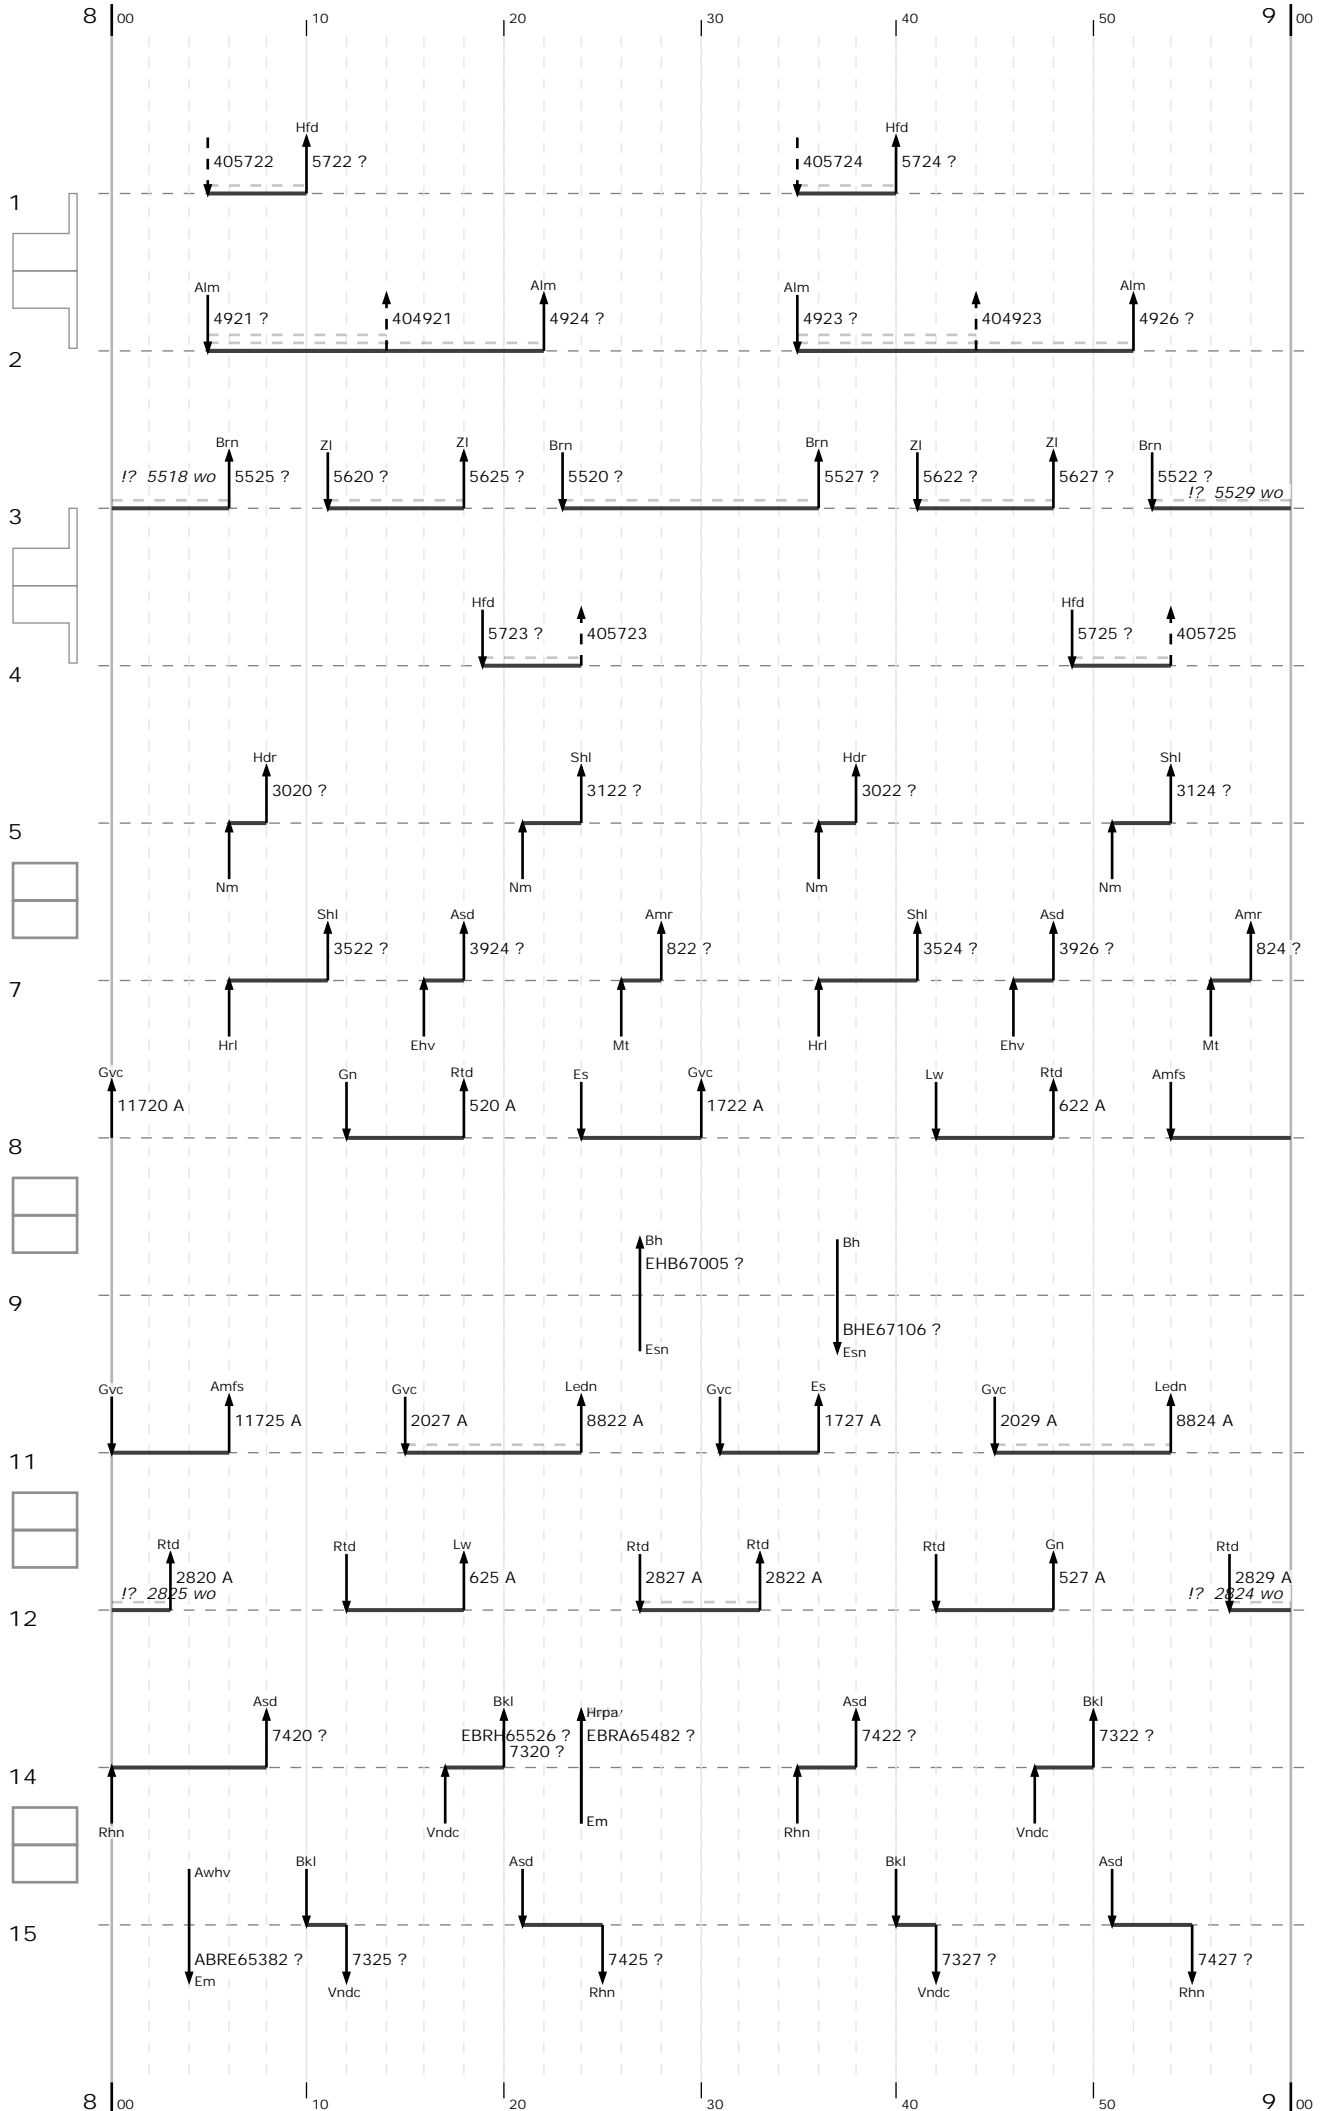 8 00 10 20 30 40 50 9 00
Hfd Hfd
405722 5722 ? 405724 5724 ?
1
Alm Alm Alm Alm
4921 ? 404921 4924 ? 4923 ? 404923 4926 ?
2
Brn Zl Zl Brn Brn Zl Zl Brn
!? 5518 wo 5525 ? 5620 ? 5625 ? 5520 ? 5527 ? 5622 ? 5627 ? 5522 ?
!? 5529 wo
3
Hfd Hfd
5723 ? 405723 5725 ? 405725
4
Hdr Shl Hdr Shl
3020 ? 3122 ? 3022 ? 3124 ?
5
Nm Nm Nm Nm
Shl Asd Amr Shl Asd Amr
3522 ? 3924 ? 822 ? 3524 ? 3926 ? 824 ?
7
Hrl Ehv Mt Hrl Ehv Mt
Gvc Gn Rtd Es Gvc Lw Rtd Amfs
11720 A 520 A 1722 A 622 A
8
Bh Bh
EHB67005 ?
9
BHE67106 ?
Esn Esn
Gvc Amfs Gvc Ledn Gvc Es Gvc Ledn
11725 A 2027 A 8822 A 1727 A 2029 A 8824 A
11
Rtd Rtd Lw Rtd Rtd Rtd Gn Rtd
2820 A 625 A 2827 A 2822 A 527 A 2829 A
!? 2825 wo !? 2824 wo
12
Asd Bkl Asd Bkl
7420 ? EBRH65526 ? EBRA65482 ? 7422 ? 7322 ?
7320 ?
14
Em
Rhn Vndc Rhn Vndc
Awhv Bkl Asd Bkl Asd
15
ABRE65382 ? 7325 ? 7425 ? 7327 ? 7427 ?
Em
Vndc Rhn Vndc Rhn
8 00 10 20 30 40 50 9 00